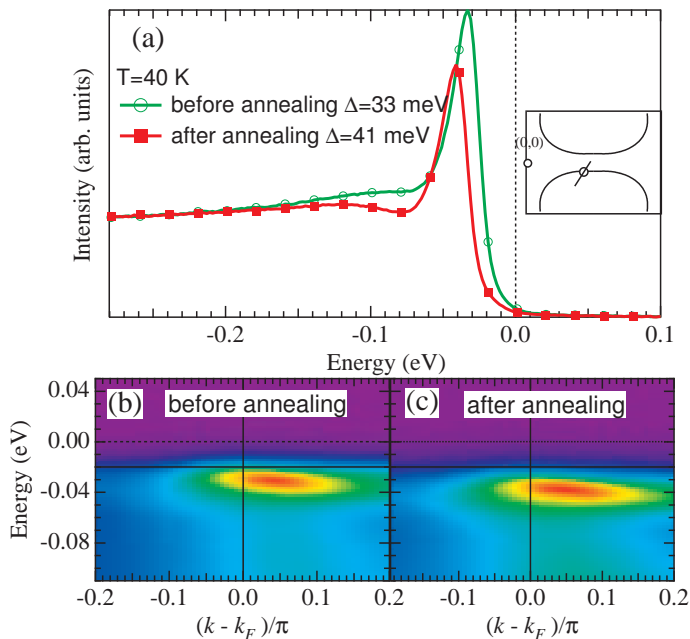 (a)
T=40 K
before annealing Δ=33 meV
after annealing Δ=41 meV
(0,0)
Intensity (arb. units)
-0.2
-0.1
0.0
0.1
Energy (eV)
(b)
before annealing
(c)
after annealing
0.04
0.00
-0.04
-0.08
Energy (eV)
-0.2
-0.1
0.0
0.1
-0.2
-0.1
0.0
0.1
0.2
(k - kF)/π
(k - kF)/π